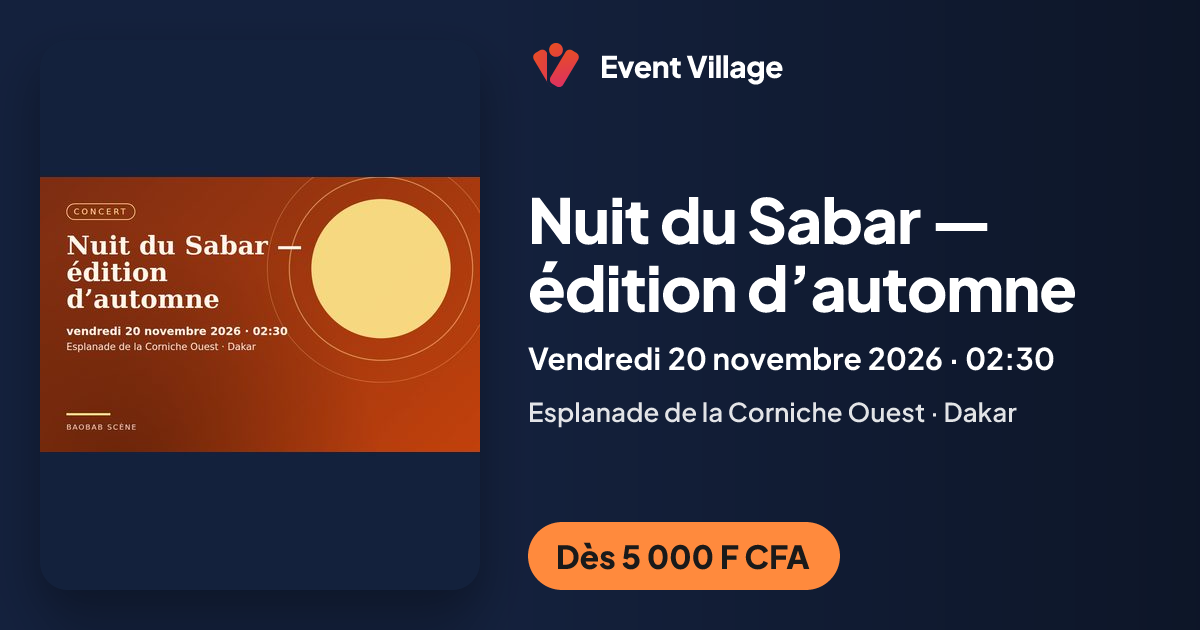 CONCERT
Nuit du Sabar —
édition
d’automne
vendredi 20 novembre 2026 · 02:30
Esplanade de la Corniche Ouest · Dakar
BAOBAB SCÈNE
Event Village
Nuit du Sabar —
édition d’automne
Vendredi 20 novembre 2026 · 02:30
Esplanade de la Corniche Ouest · Dakar
Dès 5 000 F CFA